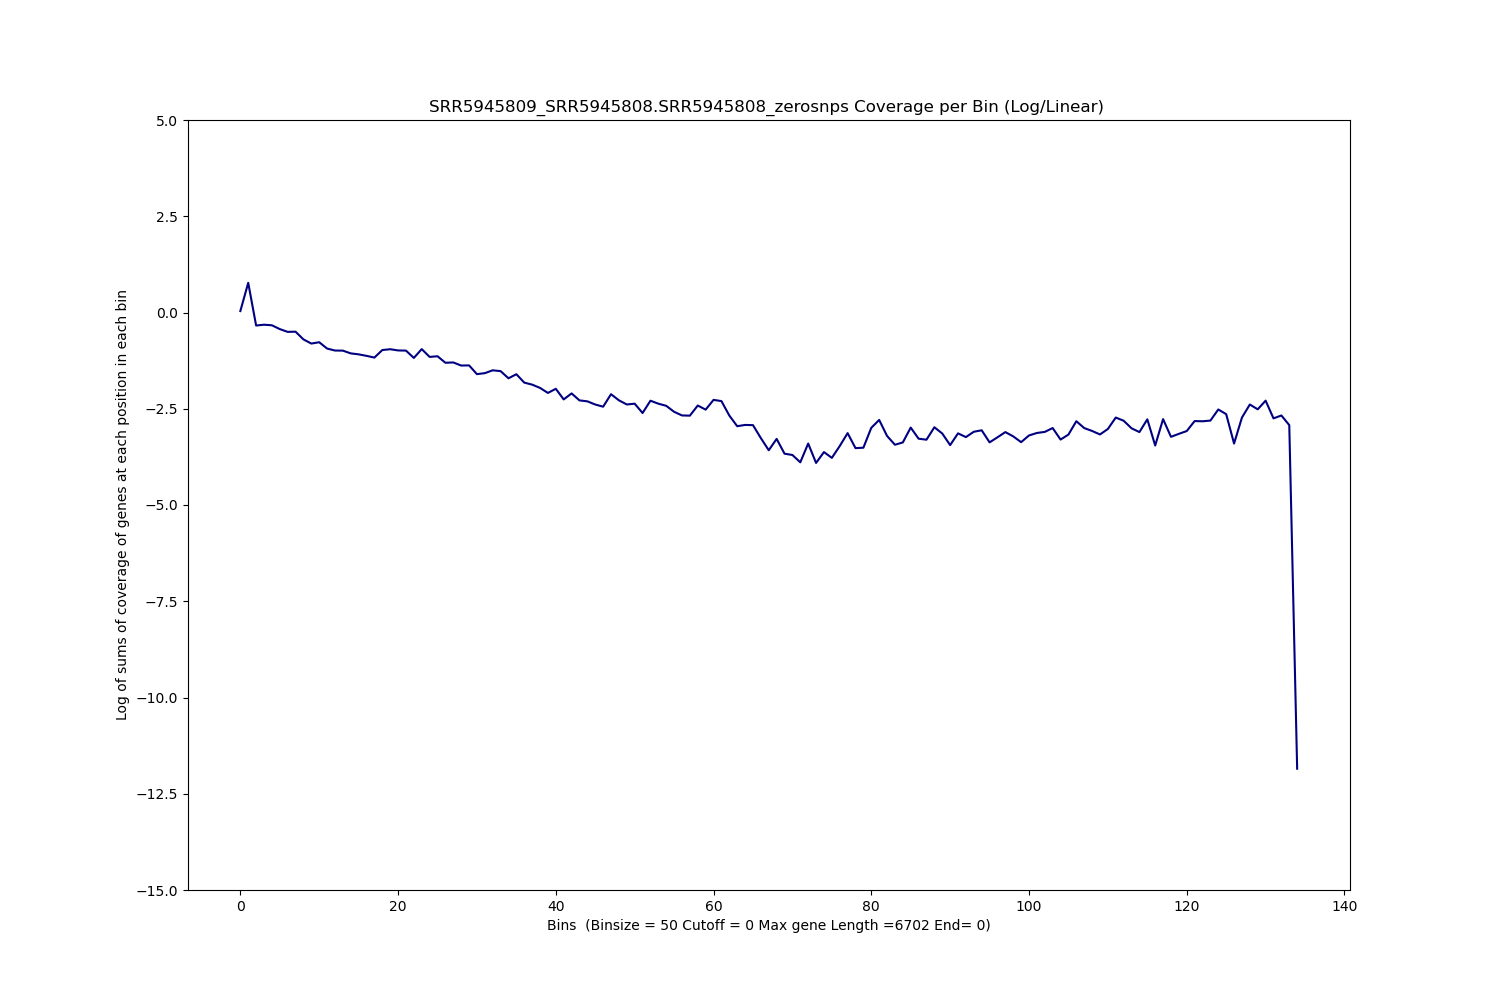 SRR5945809_SRR5945808.SRR5945808_zerosnps Coverage per Bin (Log/Linear)
5.0
2.5
0.0
−2.5
−5.0
−7.5
−10.0
−12.5
−15.0
Log of sums of coverage of genes at each position in each bin
0 20 40 60 80 100 120 140
Bins  (Binsize = 50 Cutoff = 0 Max gene Length =6702 End= 0)